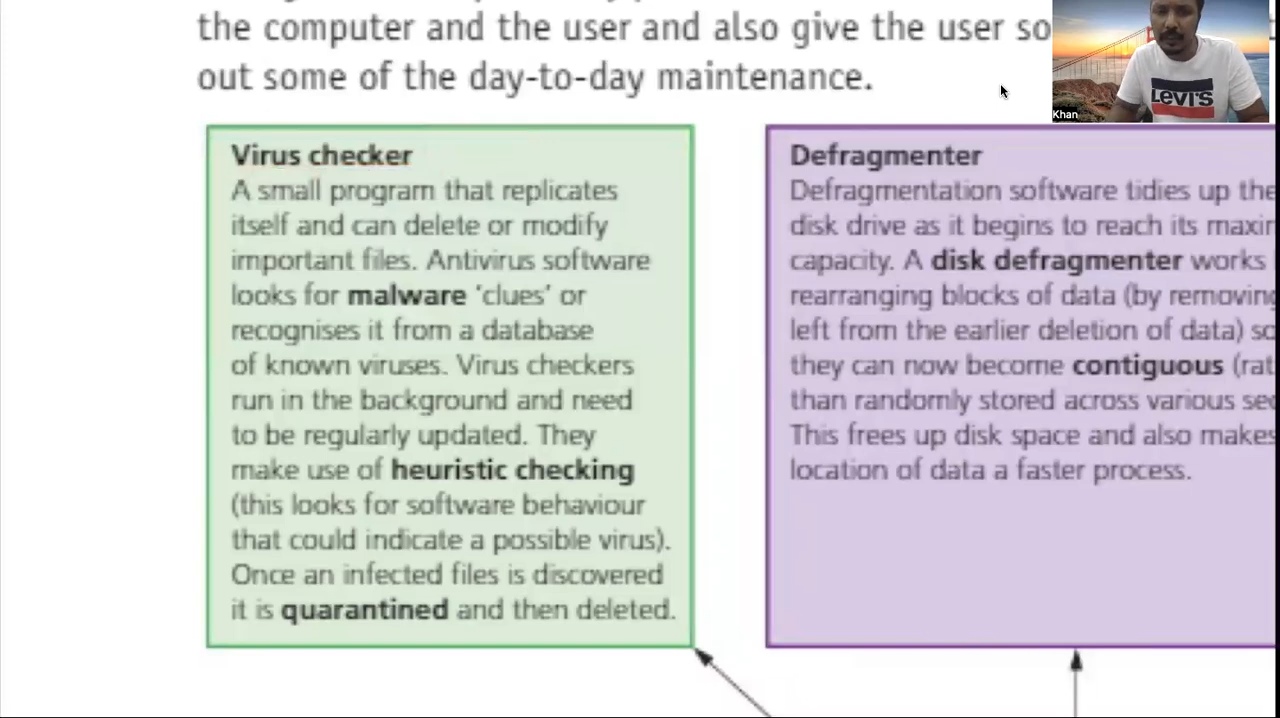 the computer and the user and also give the user so
out some of the day-to-day maintenance.
LEVI'S
Khan
Virus checker
A small program that replicates
itself and can delete or modify
important files. Antivirus software
looks for malware ‘clues’ or
recognises it from a database
of known viruses. Virus checkers
run in the background and need
to be regularly updated. They
make use of heuristic checking
(this looks for software behaviour
that could indicate a possible virus).
Once an infected files is discovered
it is quarantined and then deleted.
Defragmenter
Defragmentation software tidies up the
disk drive as it begins to reach its maxi
capacity. A disk defragmenter works
rearranging blocks of data (by removing
left from the earlier deletion of data) so
they can now become contiguous (rat
than randomly stored across various se
This frees up disk space and also makes
location of data a faster process.